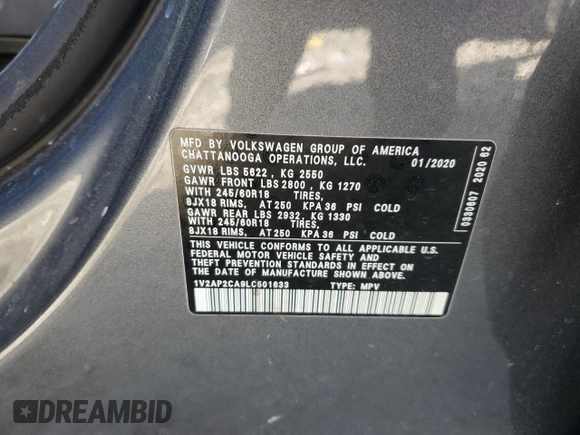 MFD BY VOLKSWAGEN GROUP OF AMERICA
CHATTANOOGA OPERATIONS, LLC. 01/2020
GVWR LBS 5622 , KG 2550
GAWR FRONT LBS 2800 , KG 1270
WITH 245/60R18 TIRES,
8JX18 RIMS, AT 250 KPA 36 PSI COLD
GAWR REAR LBS 2932, KG 1330
WITH 245/60R18 TIRES,
8JX18 RIMS, AT 250 KPA 36 PSI COLD
THIS VEHICLE CONFORMS TO ALL APPLICABLE U.S.
FEDERAL MOTOR VEHICLE SAFETY AND
THEFT PREVENTION STANDARDS IN EFFECT ON
THE DATE OF MANUFACTURE SHOWN ABOVE.
1V2AP2CA9LC501633 TYPE: MPV
0330607 2020 62
DREAMBID